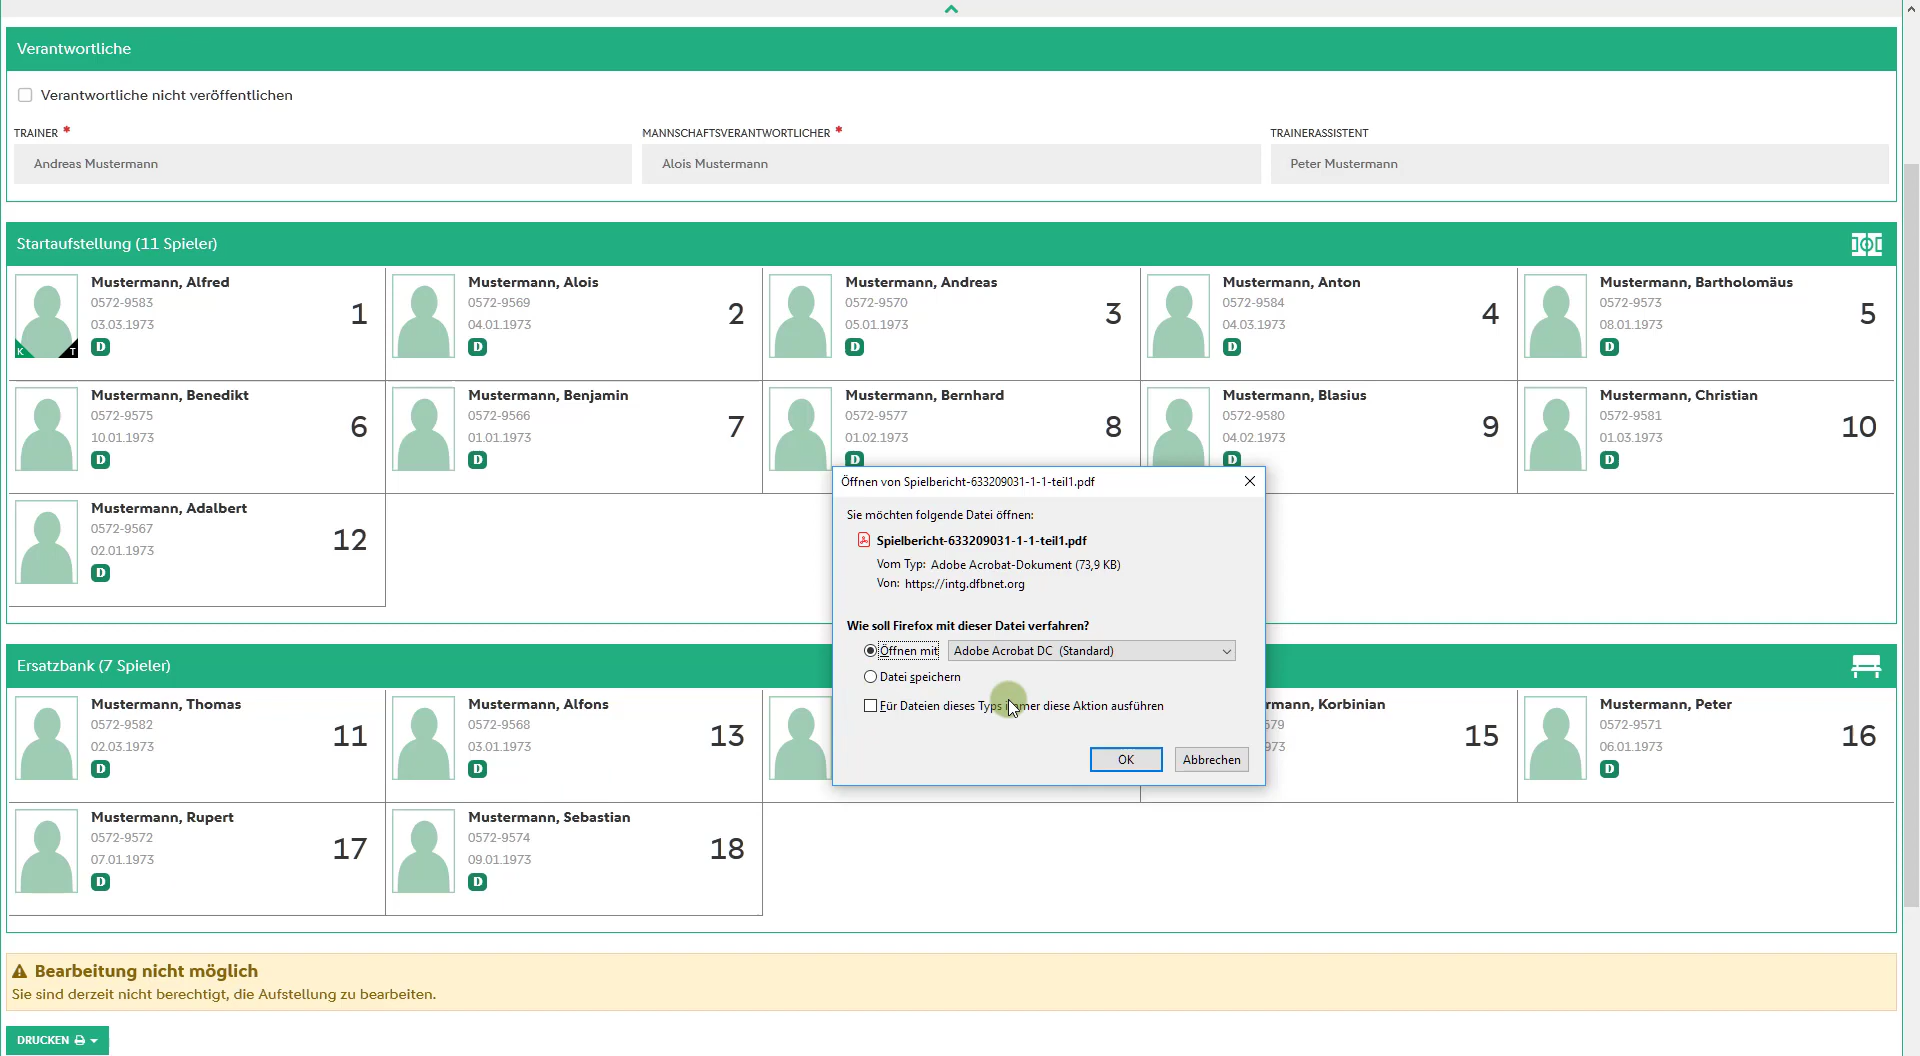 Verantwortliche
Verantwortliche nicht veröffentlichen
TRAINER *
MANNSCHAFTSVERANTWORTLICHER *
TRAINERASSISTENT
Andreas Mustermann
Alois Mustermann
Peter Mustermann
Startaufstellung (11 Spieler)
Mustermann, Alfred
0572-9583
03.03.1973
D
K
T
1
Mustermann, Alois
0572-9569
04.01.1973
D
2
Mustermann, Andreas
0572-9570
05.01.1973
D
3
Mustermann, Anton
0572-9584
04.03.1973
D
4
Mustermann, Bartholomäus
0572-9573
08.01.1973
D
5
Mustermann, Benedikt
0572-9575
10.01.1973
D
6
Mustermann, Benjamin
0572-9566
01.01.1973
D
7
Mustermann, Bernhard
0572-9577
01.02.1973
D
8
Mustermann, Blasius
0572-9580
04.02.1973
D
9
Mustermann, Christian
0572-9581
01.03.1973
D
10
Mustermann, Adalbert
0572-9567
02.01.1973
D
12
Öffnen von Spielbericht-633209031-1-1-teil1.pdf
Sie möchten folgende Datei öffnen:
Spielbericht-633209031-1-1-teil1.pdf
Vom Typ: Adobe Acrobat-Dokument (73,9 KB)
Von: https://intg.dfbnet.org
Wie soll Firefox mit dieser Datei verfahren?
Öffnen mit
Adobe Acrobat DC (Standard)
Datei speichern
Für Dateien dieses Typs immer diese Aktion ausführen
OK
Abbrechen
Ersatzbank (7 Spieler)
Mustermann, Thomas
0572-9582
02.03.1973
D
11
Mustermann, Alfons
0572-9568
03.01.1973
D
13
rmann, Korbinian
579
973
15
Mustermann, Peter
0572-9571
06.01.1973
D
16
Mustermann, Rupert
0572-9572
07.01.1973
D
17
Mustermann, Sebastian
0572-9574
09.01.1973
D
18
Bearbeitung nicht möglich
Sie sind derzeit nicht berechtigt, die Aufstellung zu bearbeiten.
DRUCKEN